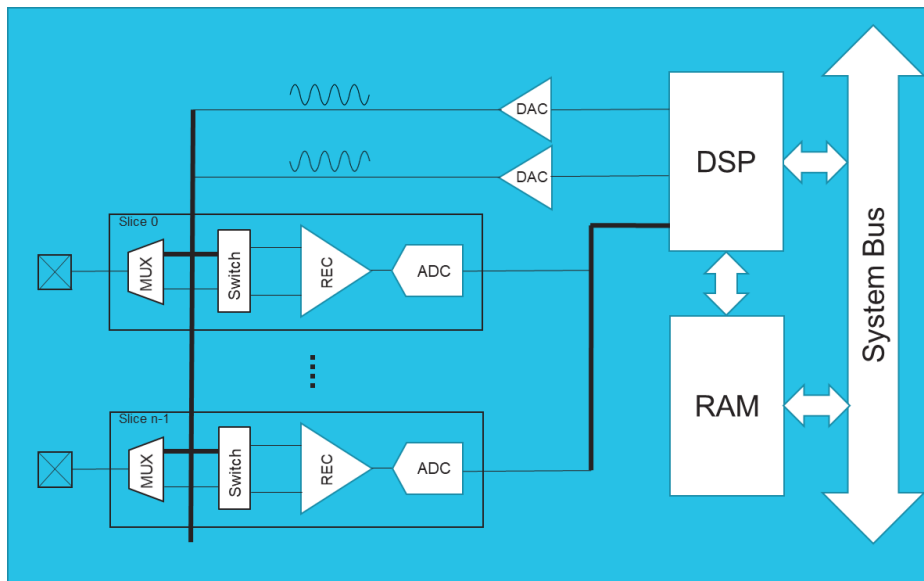 DAC
DAC
DSP
System Bus
Slice 0
MUX
Switch
REC
ADC
RAM
Slice n-1
MUX
Switch
REC
ADC